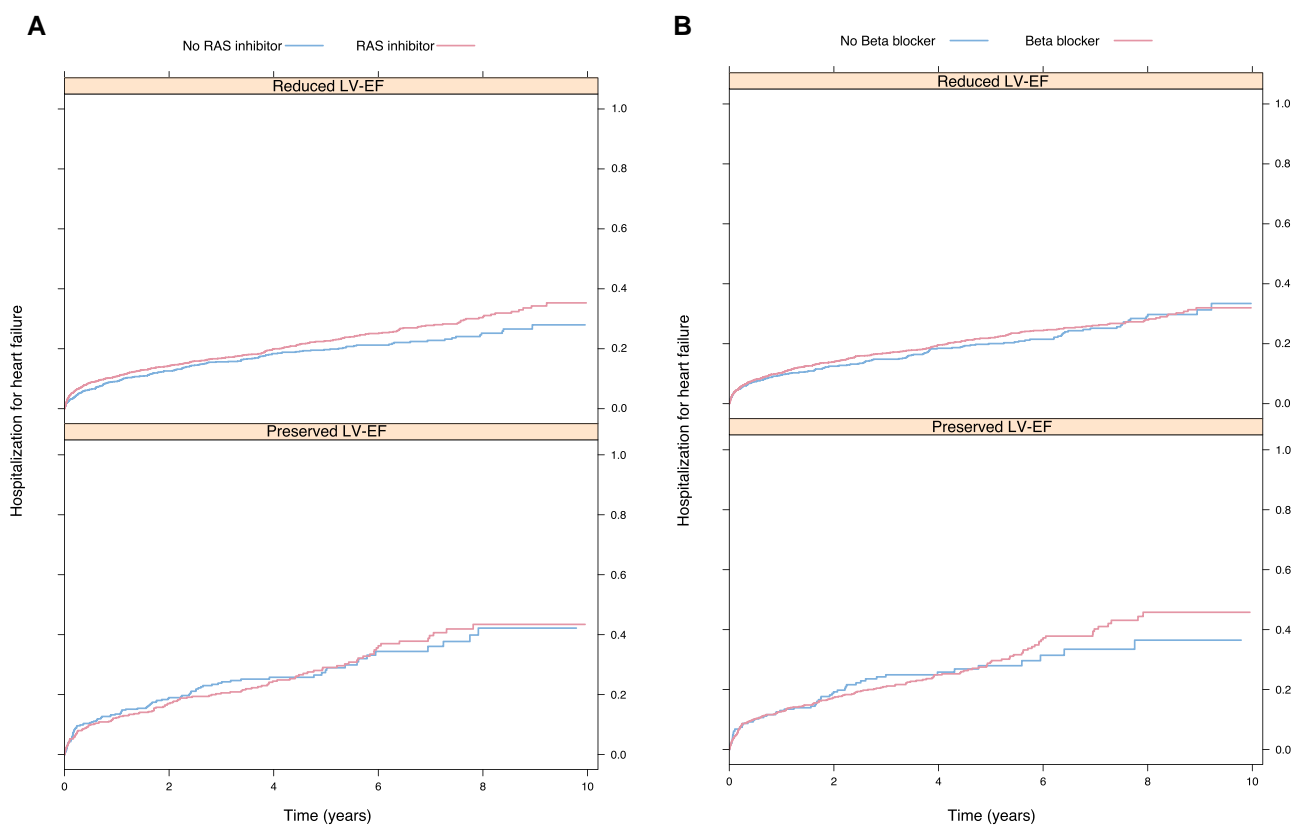 A
No RAS inhibitor RAS inhibitor
Reduced LV-EF
1.0
0.8
0.6
0.4
0.2
0.0
Preserved LV-EF
1.0
0.8
0.6
0.4
0.2
0.0
0 2 4 6 8 10
Time (years)
Hospitalization for heart failure
B
No Beta blocker Beta blocker
Reduced LV-EF
1.0
0.8
0.6
0.4
0.2
0.0
Preserved LV-EF
1.0
0.8
0.6
0.4
0.2
0.0
0 2 4 6 8 10
Time (years)
Hospitalization for heart failure